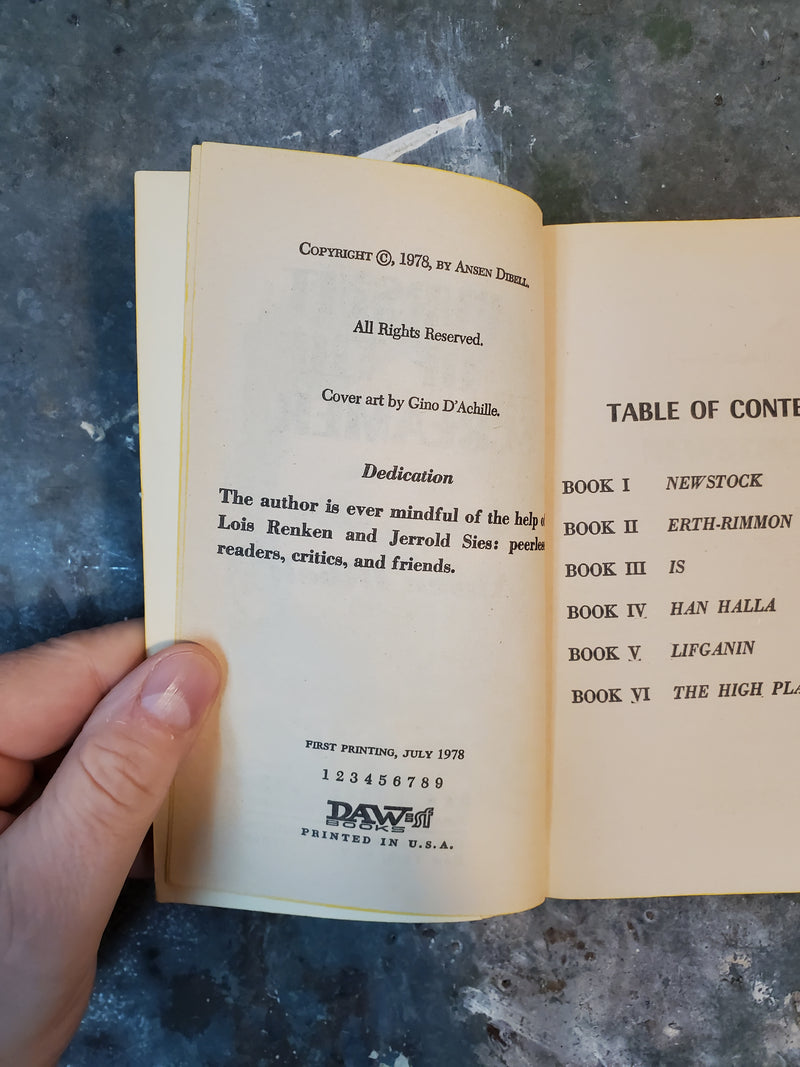 COPYRIGHT ©, 1978, BY ANSEN DIBELL.
All Rights Reserved.
Cover art by Gino D'Achille.
Dedication
The author is ever mindful of the help
Lois Renken and Jerrold Sies:
readers, critics, and friends.
FIRST PRINTING, JULY 1978
1 2 3 4 5 6 7 8 9
DAW sf
BOOKS
PRINTED IN U.S.A.
TABLE OF
BOOK I NEWSTOCK
BOOK II ERTH-RIMMON
BOOK III IS
BOOK IV HAN HALLA
BOOK V LIFGANIN
BOOK VI THE HIGH